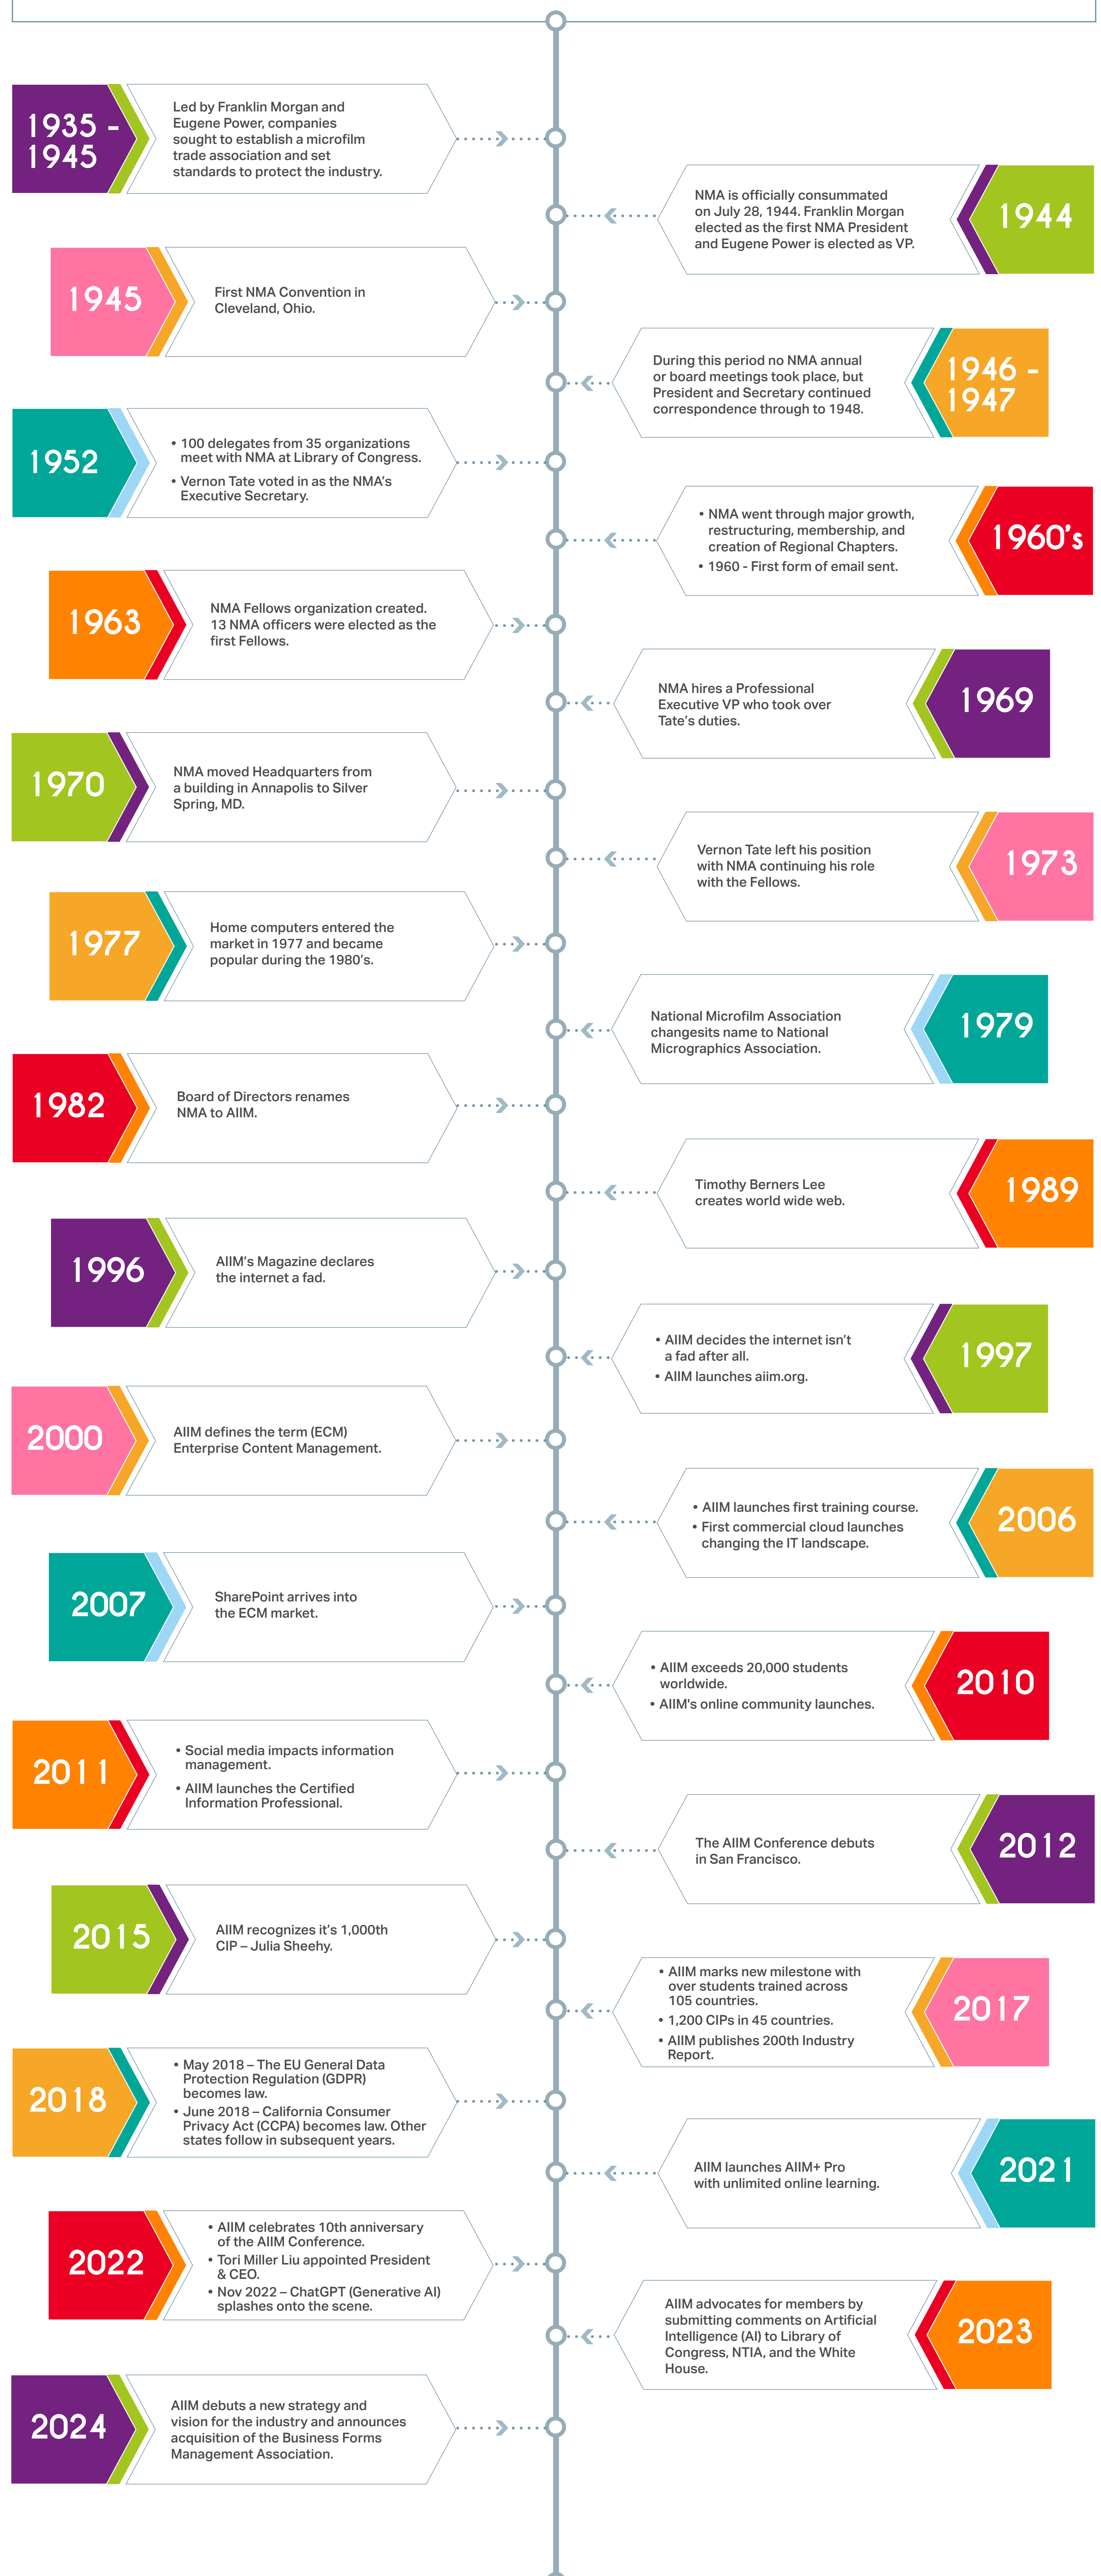 1935 -
1945
Led by Franklin Morgan and
Eugene Power, companies
sought to establish a microfilm
trade association and set
standards to protect the industry.
NMA is officially consummated
on July 28, 1944. Franklin Morgan
elected as the first NMA President
and Eugene Power is elected as VP.
1944
1945
First NMA Convention in
Cleveland, Ohio.
During this period no NMA annual
or board meetings took place, but
President and Secretary continued
correspondence through to 1948.
1946 -
1947
1952
• 100 delegates from 35 organizations
meet with NMA at Library of Congress.
• Vernon Tate voted in as the NMA's
Executive Secretary.
• NMA went through major growth,
restructuring, membership, and
creation of Regional Chapters.
• 1960 - First form of email sent.
1960's
1963
NMA Fellows organization created.
13 NMA officers were elected as the
first Fellows.
NMA hires a Professional
Executive VP who took over
Tate's duties.
1969
1970
NMA moved Headquarters from
a building in Annapolis to Silver
Spring, MD.
Vernon Tate left his position
with NMA continuing his role
with the Fellows.
1973
1977
Home computers entered the
market in 1977 and became
popular during the 1980's.
National Microfilm Association
changesits name to National
Micrographics Association.
1979
1982
Board of Directors renames
NMA to AIIM.
Timothy Berners Lee
creates world wide web.
1989
1996
AIIM's Magazine declares
the internet a fad.
• AIIM decides the internet isn't
a fad after all.
• AIIM launches aiim.org.
1997
2000
AIIM defines the term (ECM)
Enterprise Content Management.
• AIIM launches first training course.
• First commercial cloud launches
changing the IT landscape.
2006
2007
SharePoint arrives into
the ECM market.
• AIIM exceeds 20,000 students
worldwide.
• AIIM's online community launches.
2010
2011
• Social media impacts information
management.
• AIIM launches the Certified
Information Professional.
The AIIM Conference debuts
in San Francisco.
2012
2015
AIIM recognizes it's 1,000th
CIP – Julia Sheehy.
• AIIM marks new milestone with
over students trained across
105 countries.
• 1,200 CIPs in 45 countries.
• AIIM publishes 200th Industry
Report.
2017
2018
• May 2018 – The EU General Data
Protection Regulation (GDPR)
becomes law.
• June 2018 – California Consumer
Privacy Act (CCPA) becomes law. Other
states follow in subsequent years.
AIIM launches AIIM+ Pro
with unlimited online learning.
2021
2022
• AIIM celebrates 10th anniversary
of the AIIM Conference.
• Tori Miller Liu appointed President
& CEO.
• Nov 2022 – ChatGPT (Generative AI)
splashes onto the scene.
AIIM advocates for members by
submitting comments on Artificial
Intelligence (AI) to Library of
Congress, NTIA, and the White
House.
2023
2024
AIIM debuts a new strategy and
vision for the industry and announces
acquisition of the Business Forms
Management Association.